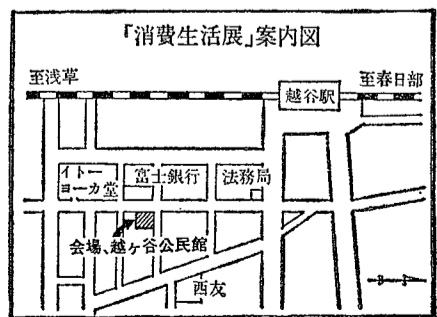 『消費生活展』案内図
至浅草
越谷駅
至春日部
イトー
ヨーカ堂
富士銀行
法務局
会場、越ヶ谷公民館
西友